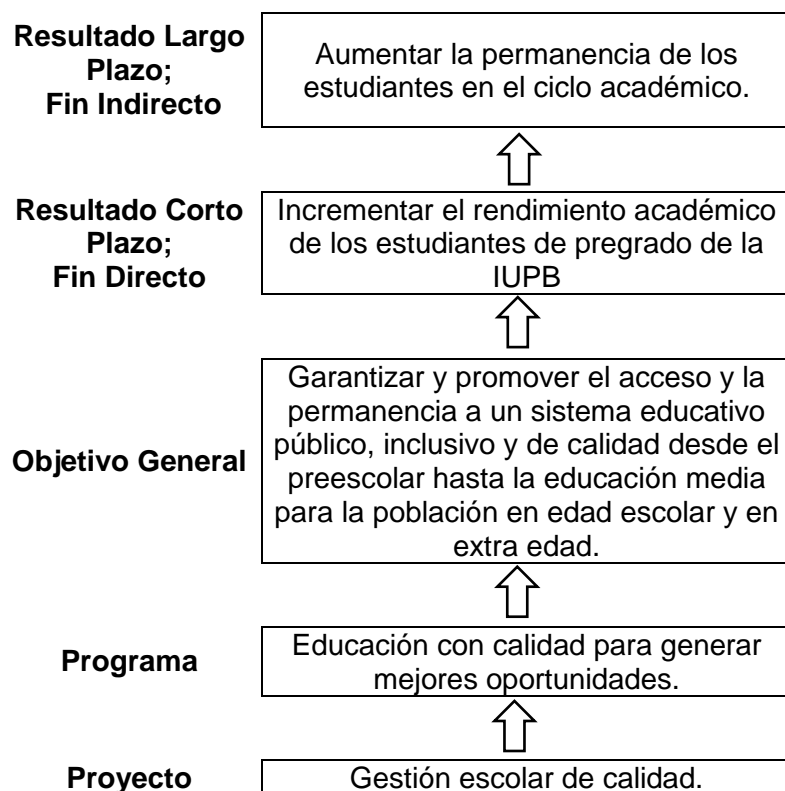 Resultado Largo
Plazo;
Fin Indirecto
Aumentar la permanencia de los
estudiantes en el ciclo académico.
Resultado Corto
Plazo;
Fin Directo
Incrementar el rendimiento académico
de los estudiantes de pregrado de la
IUPB
Objetivo General
Garantizar y promover el acceso y la
permanencia a un sistema educativo
público, inclusivo y de calidad desde el
preescolar hasta la educación media
para la población en edad escolar y en
extra edad.
Programa
Educación con calidad para generar
mejores oportunidades.
Proyecto
Gestión escolar de calidad.